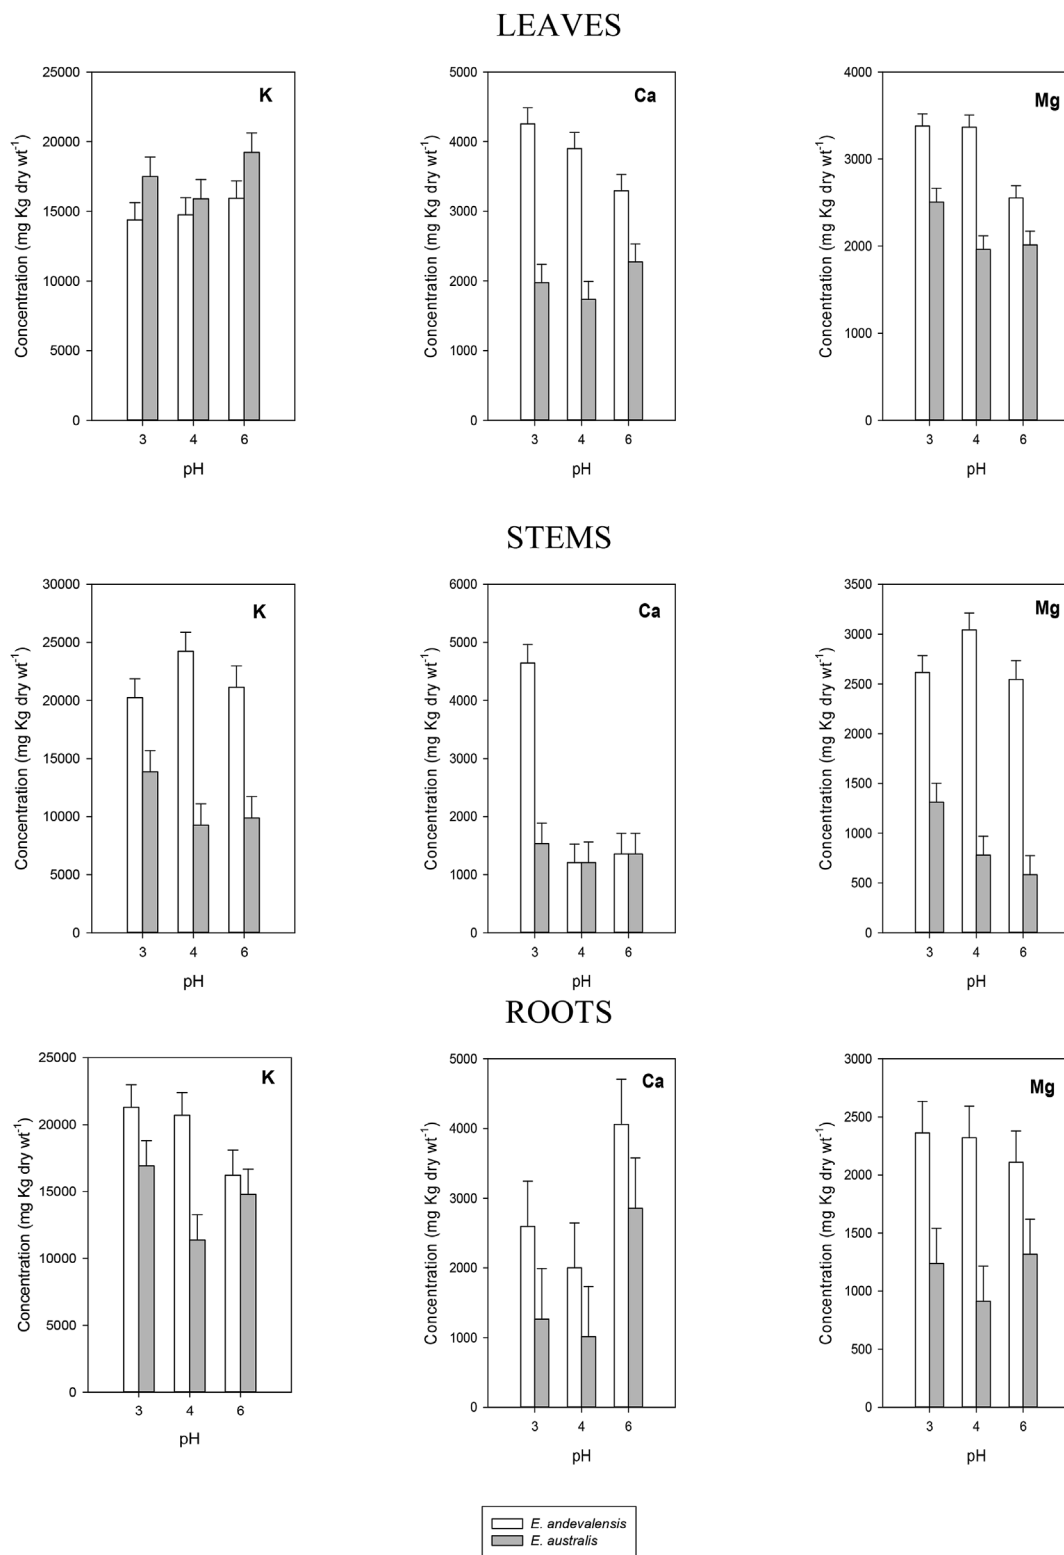 LEAVES
K
Concentration (mg Kg dry wt-1)
25000
20000
15000
10000
5000
0
3 4 6
pH
Ca
Concentration (mg Kg dry wt-1)
5000
4000
3000
2000
1000
0
3 4 6
pH
Mg
Concentration (mg Kg dry wt-1)
4000
3000
2000
1000
0
3 4 6
pH
STEMS
K
Concentration (mg Kg dry wt-1)
30000
25000
20000
15000
10000
5000
0
3 4 6
pH
Ca
Concentration (mg Kg dry wt-1)
6000
5000
4000
3000
2000
1000
0
3 4 6
pH
Mg
Concentration (mg Kg dry wt-1)
3500
3000
2500
2000
1500
1000
500
0
3 4 6
pH
ROOTS
K
Concentration (mg Kg dry wt-1)
25000
20000
15000
10000
5000
0
3 4 6
pH
Ca
Concentration (mg Kg dry wt-1)
5000
4000
3000
2000
1000
0
3 4 6
pH
Mg
Concentration (mg Kg dry wt-1)
3000
2500
2000
1500
1000
500
0
3 4 6
pH
E. andevalensis
E. australis